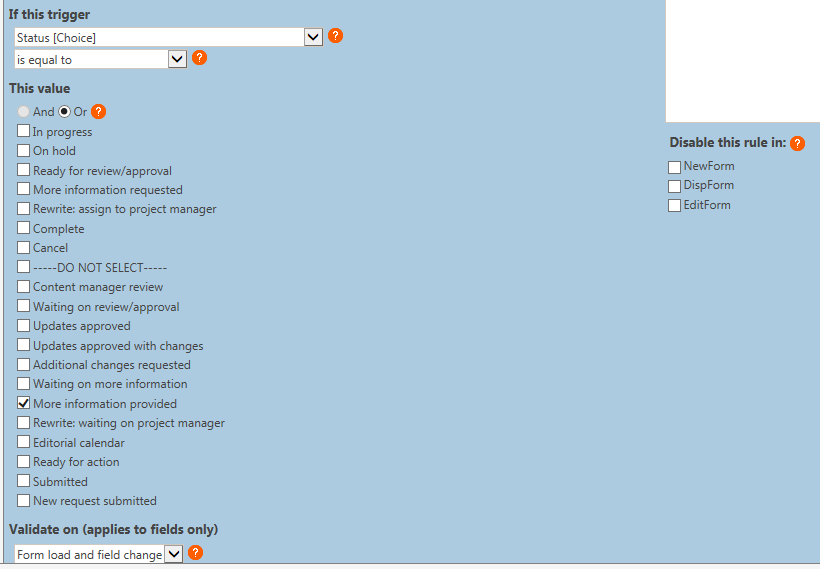 If this trigger
Status [Choice]
?
is equal to
?
This value
And Or ?
In progress
On hold
Ready for review/approval
More information requested
Rewrite: assign to project manager
Complete
Cancel
-----DO NOT SELECT-----
Content manager review
Waiting on review/approval
Updates approved
Updates approved with changes
Additional changes requested
Waiting on more information
More information provided
Rewrite: waiting on project manager
Editorial calendar
Ready for action
Submitted
New request submitted
Validate on (applies to fields only)
Form load and field change
?
Disable this rule in: ?
NewForm
DispForm
EditForm